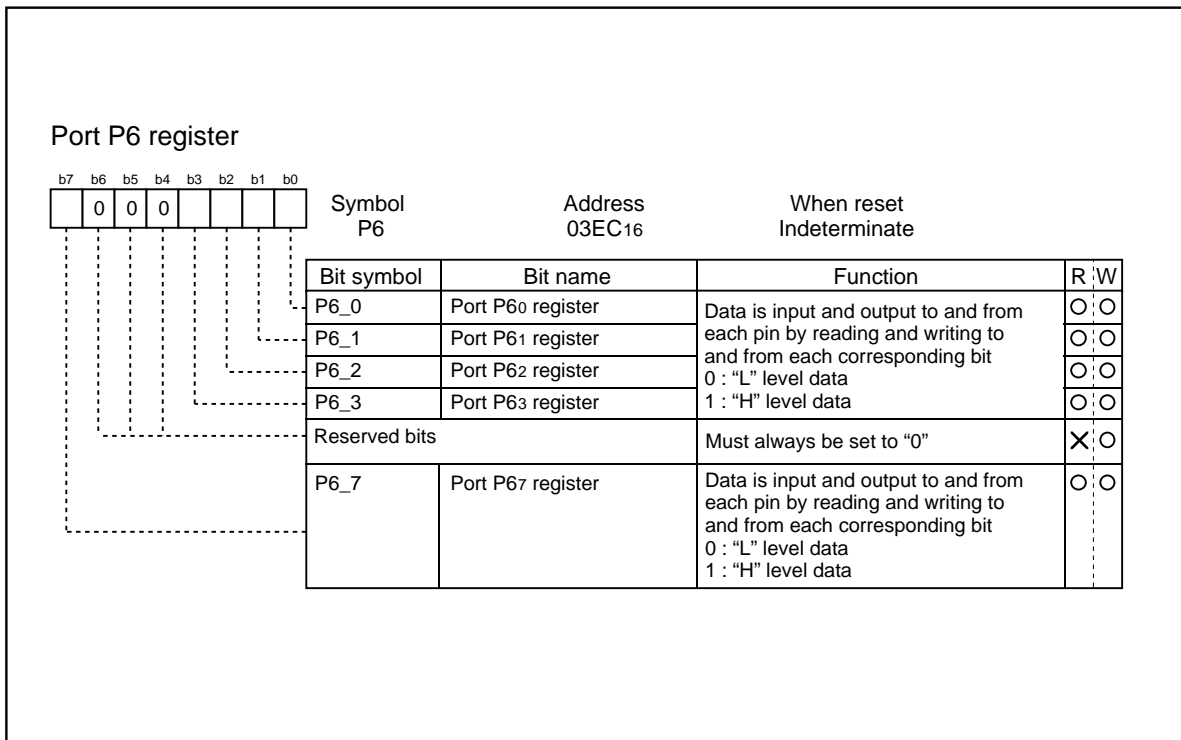 Port P6 register
b7 b6 b5 b4 b3 b2 b1 b0
0 0 0
Symbol Address When reset
P6 03EC16 Indeterminate
Bit symbol Bit name Function R W
P6_0 Port P60 register
P6_1 Port P61 register
P6_2 Port P62 register
P6_3 Port P63 register
Data is input and output to and from
each pin by reading and writing to
and from each corresponding bit
0 : “L” level data
1 : “H” level data
Reserved bits Must always be set to “0”
P6_7 Port P67 register Data is input and output to and from
each pin by reading and writing to
and from each corresponding bit
0 : “L” level data
1 : “H” level data